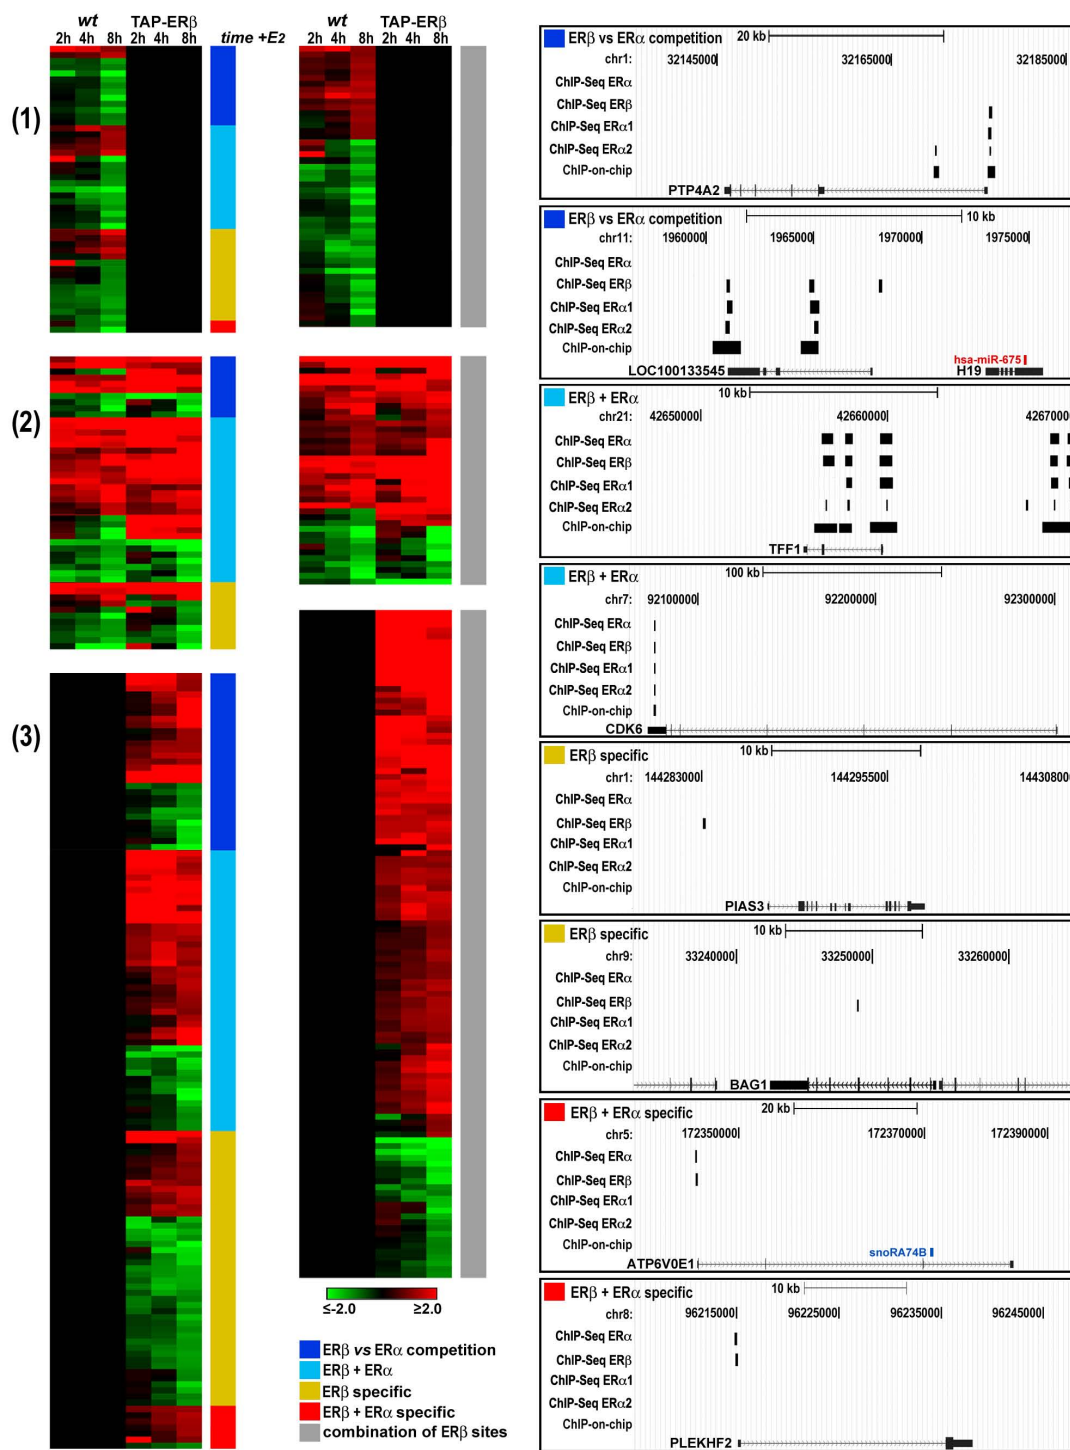 wt TAP-ERβ
2h 4h 8h 2h 4h 8h time +E2
wt TAP-ERβ
2h 4h 8h 2h 4h 8h
(1)
(2)
(3)
≤-2.0 ≥2.0
ERβ vs ERα competition
ERβ + ERα
ERβ specific
ERβ + ERα specific
combination of ERβ sites
ERβ vs ERα competition 20 kb
chr1: 32145000 32165000 32185000
ChIP-Seq ERα
ChIP-Seq ERβ
ChIP-Seq ERα1
ChIP-Seq ERα2
ChIP-on-chip
PTP4A2
ERβ vs ERα competition 10 kb
chr11: 1960000 1965000 1970000 1975000
ChIP-Seq ERα
ChIP-Seq ERβ
ChIP-Seq ERα1
ChIP-Seq ERα2
ChIP-on-chip
hsa-miR-675
LOC100133545 H19
ERβ + ERα 10 kb
chr21: 42650000 42660000 42670000
ChIP-Seq ERα
ChIP-Seq ERβ
ChIP-Seq ERα1
ChIP-Seq ERα2
ChIP-on-chip
TFF1
ERβ + ERα 100 kb
chr7: 92100000 92200000 92300000
ChIP-Seq ERα
ChIP-Seq ERβ
ChIP-Seq ERα1
ChIP-Seq ERα2
ChIP-on-chip
CDK6
ERβ specific 10 kb
chr1: 144283000 144295500 144308000
ChIP-Seq ERα
ChIP-Seq ERβ
ChIP-Seq ERα1
ChIP-Seq ERα2
ChIP-on-chip
PIAS3
ERβ specific 10 kb
chr9: 33240000 33250000 33260000
ChIP-Seq ERα
ChIP-Seq ERβ
ChIP-Seq ERα1
ChIP-Seq ERα2
ChIP-on-chip
BAG1
ERβ + ERα specific 20 kb
chr5: 172350000 172370000 172390000
ChIP-Seq ERα
ChIP-Seq ERβ
ChIP-Seq ERα1
ChIP-Seq ERα2
ChIP-on-chip
snoRA74B
ATP6V0E1
ERβ + ERα specific 10 kb
chr8: 96215000 96225000 96235000 96245000
ChIP-Seq ERα
ChIP-Seq ERβ
ChIP-Seq ERα1
ChIP-Seq ERα2
ChIP-on-chip
PLEKHF2